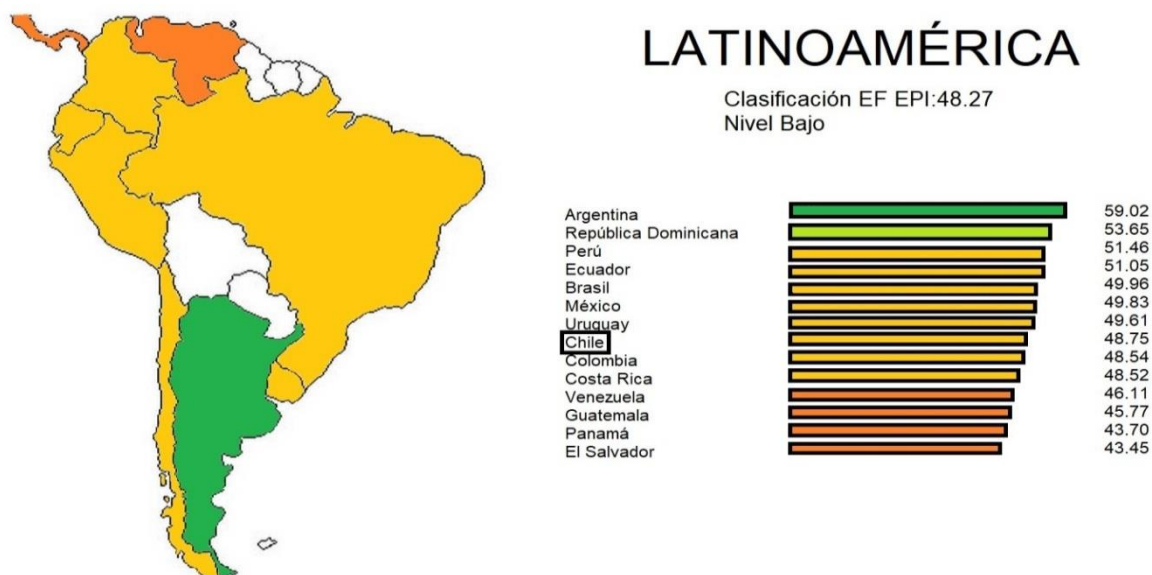 LATINOAMÉRICA
Clasificación EF EPI:48.27
Nivel Bajo
Argentina 59.02
República Dominicana 53.65
Perú 51.46
Ecuador 51.05
Brasil 49.96
México 49.83
Uruguay 49.61
Chile 48.75
Colombia 48.54
Costa Rica 48.52
Venezuela 46.11
Guatemala 45.77
Panamá 43.70
El Salvador 43.45